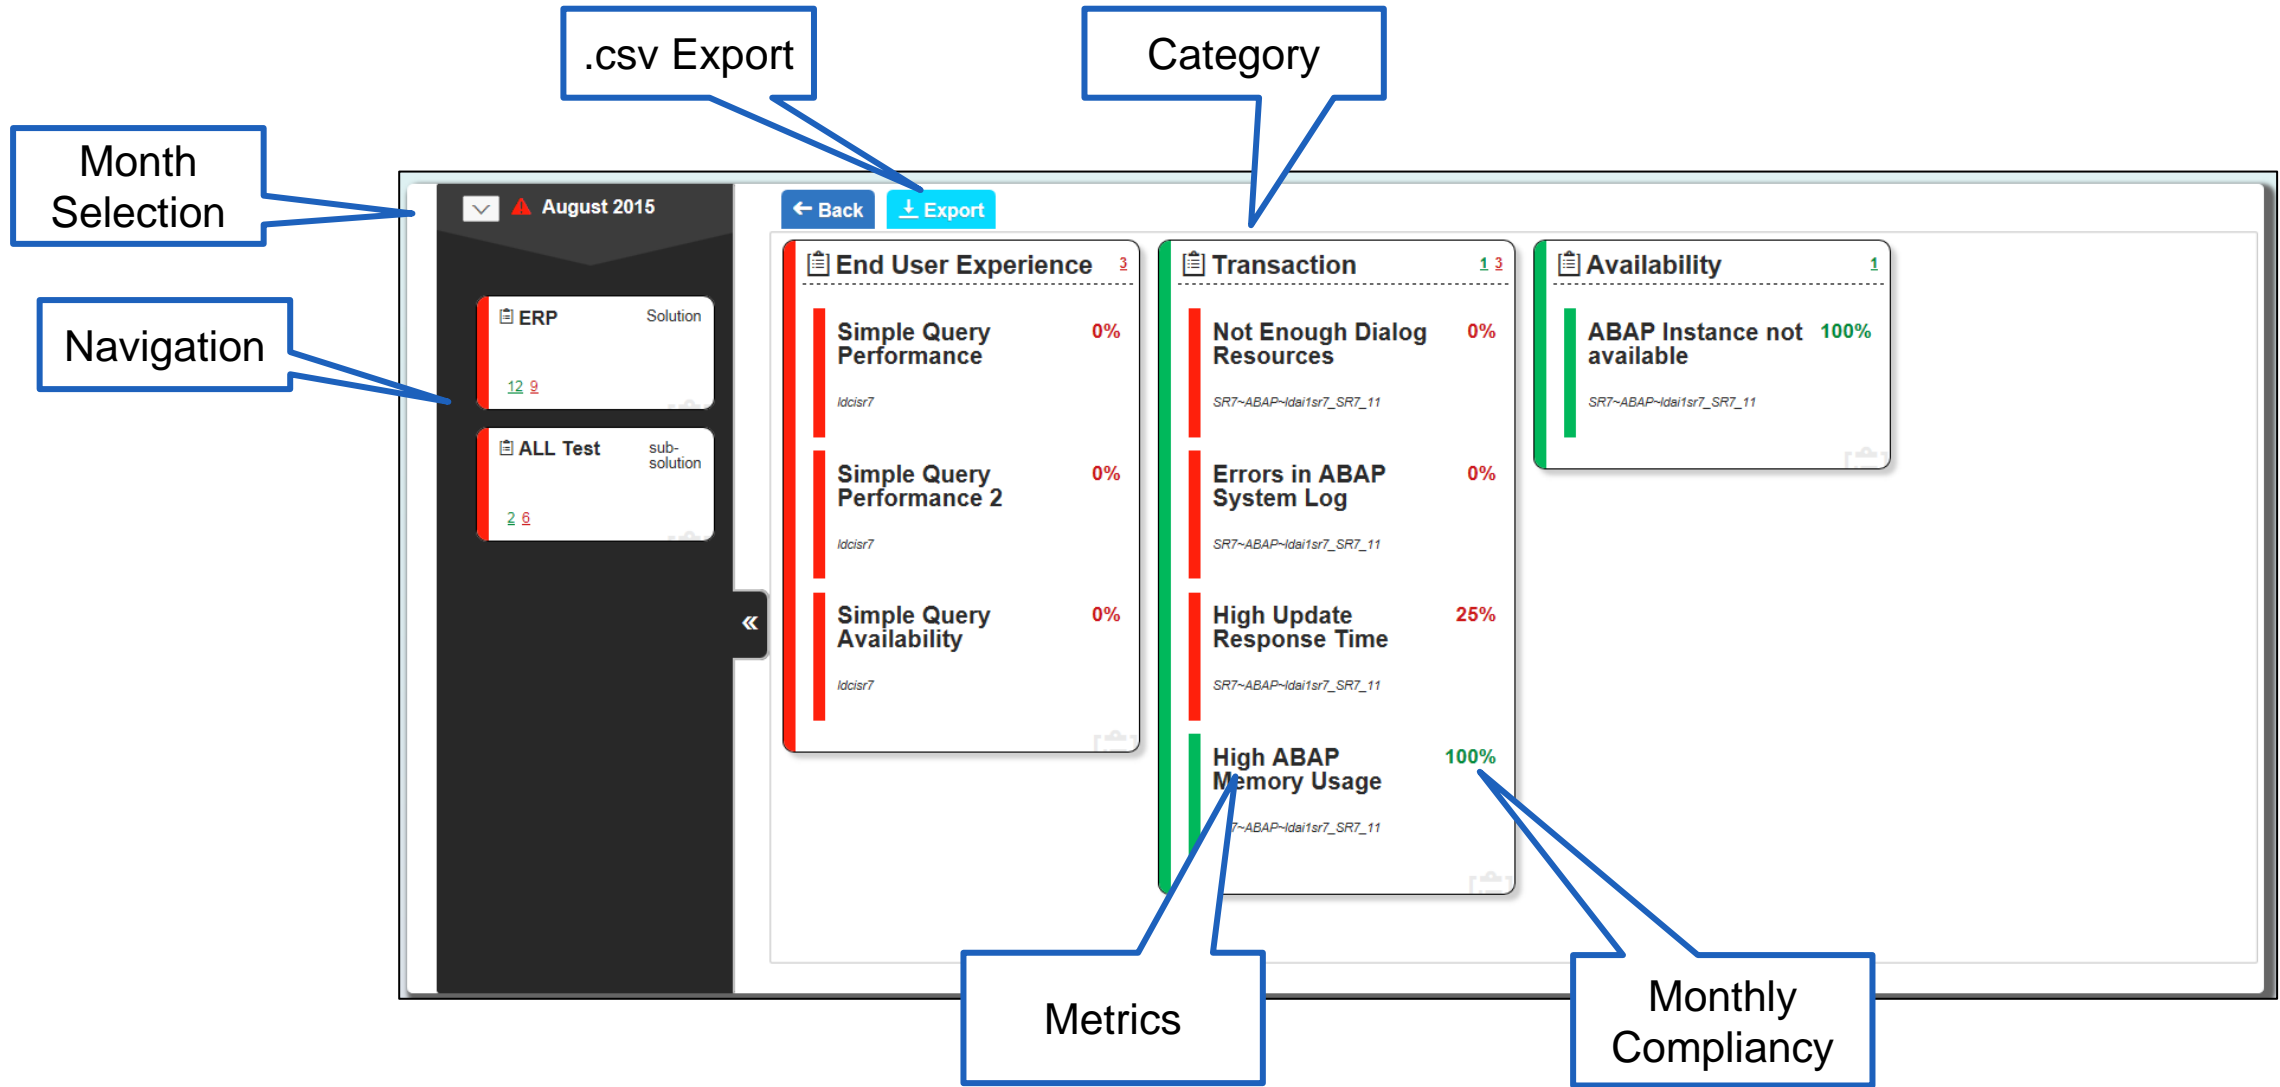 .csv Export
Category
Month
Selection
Navigation
August 2015
ERP
Solution
12 9
ALL Test
sub-
solution
2 6
«
Back
Export
End User Experience 3
Simple Query
Performance
0%
ldcisr7
Simple Query
Performance 2
0%
ldcisr7
Simple Query
Availability
0%
ldcisr7
Transaction 1 3
Not Enough Dialog
Resources
0%
SR7~ABAP~ldai1sr7_SR7_11
Errors in ABAP
System Log
0%
SR7~ABAP~ldai1sr7_SR7_11
High Update
Response Time
25%
SR7~ABAP~ldai1sr7_SR7_11
High ABAP
Memory Usage
100%
7~ABAP~ldai1sr7_SR7_11
Availability 1
ABAP Instance not
available
100%
SR7~ABAP~ldai1sr7_SR7_11
Metrics
Monthly
Compliancy